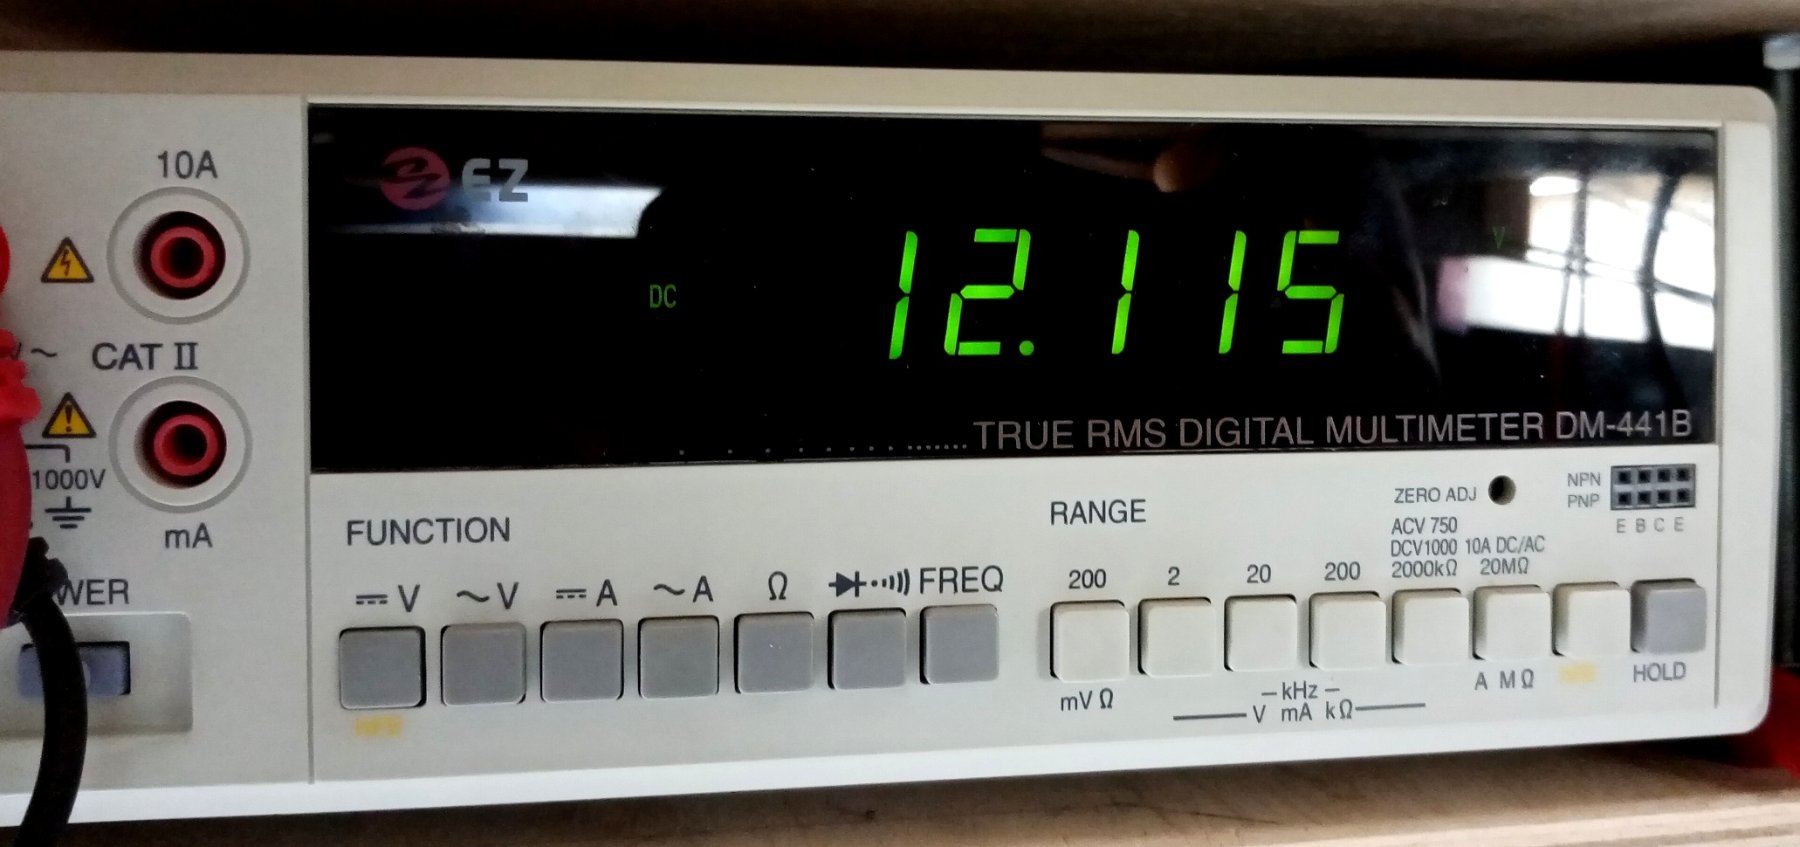 10A
CAT II
1000V
mA
EZ
DC
12.115
V
TRUE RMS DIGITAL MULTIMETER DM-441B
FUNCTION
V
~V
A
~A
Ω
FREQ
RANGE
200
2
20
200
ACV 750
DCV1000 10A DC/AC
2000kΩ 20MΩ
ZERO ADJ
NPN
PNP
E B C E
mV Ω
–kHz–
V mA kΩ
A MΩ
HOLD